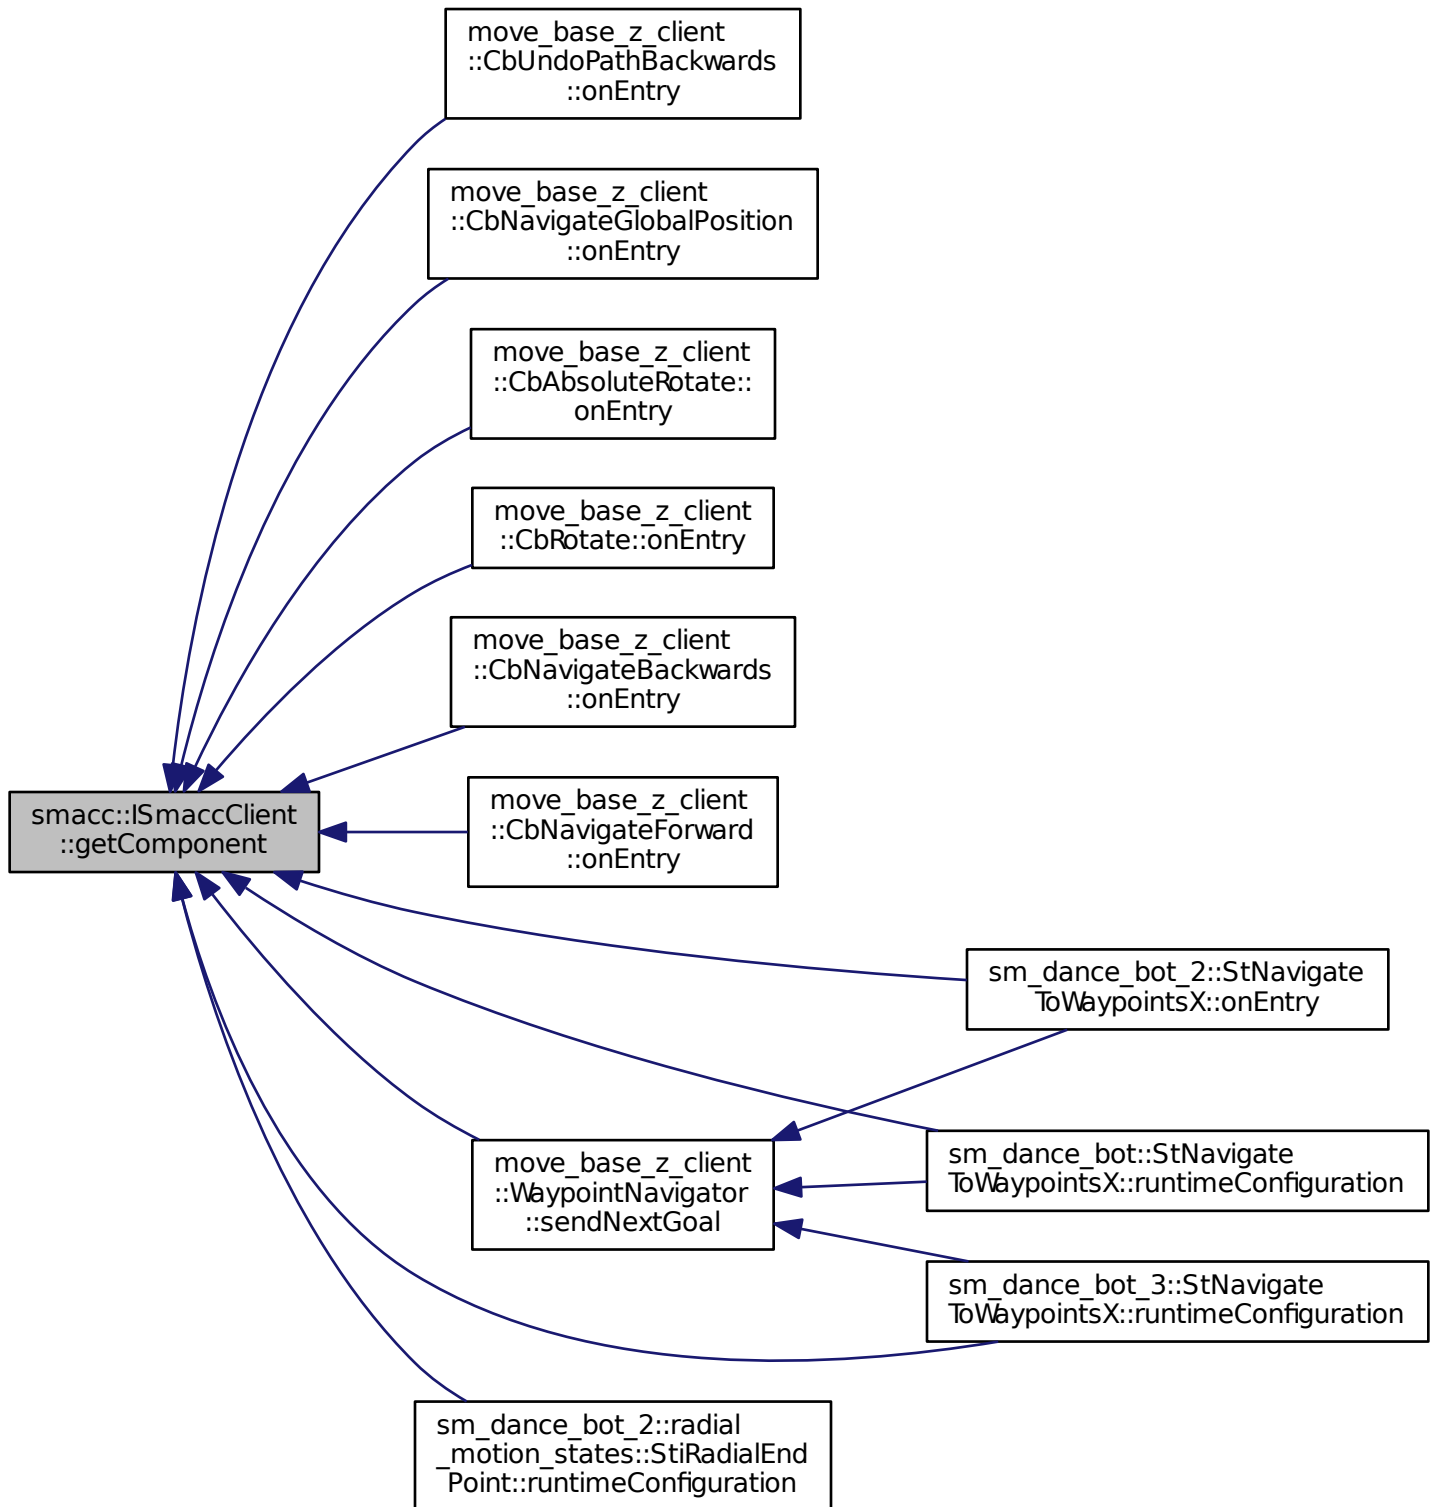 move_base_z_client
::CbUndoPathBackwards
::onEntry
move_base_z_client
::CbNavigateGlobalPosition
::onEntry
move_base_z_client
::CbAbsoluteRotate::
onEntry
move_base_z_client
::CbRotate::onEntry
move_base_z_client
::CbNavigateBackwards
::onEntry
smacc::ISmaccClient
::getComponent
move_base_z_client
::CbNavigateForward
::onEntry
sm_dance_bot_2::StNavigate
ToWaypointsX::onEntry
move_base_z_client
::WaypointNavigator
::sendNextGoal
sm_dance_bot::StNavigate
ToWaypointsX::runtimeConfiguration
sm_dance_bot_3::StNavigate
ToWaypointsX::runtimeConfiguration
sm_dance_bot_2::radial
_motion_states::StiRadialEnd
Point::runtimeConfiguration